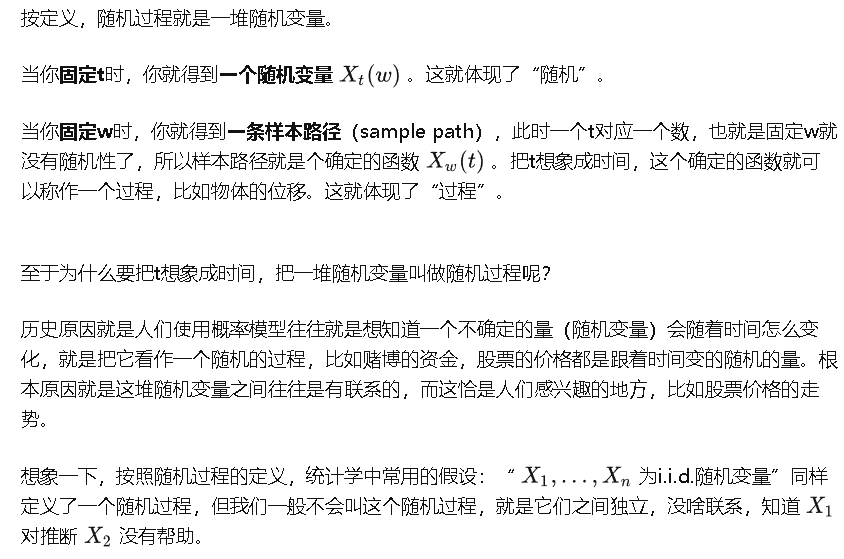 按定义，随机过程就是一堆随机变量。
当你固定t时，你就得到一个随机变量 X_t(w) 。这就体现了“随机”。
当你固定w时，你就得到一条样本路径（sample path），此时一个t对应一个数，也就是固定w就
没有随机性了，所以样本路径就是个确定的函数 X_w(t) 。把t想象成时间，这个确定的函数就可
以称作一个过程，比如物体的位移。这就体现了“过程”。
至于为什么要把t想象成时间，把一堆随机变量叫做随机过程呢？
历史原因就是人们使用概率模型往往就是想知道一个不确定的量（随机变量）会随着时间怎么变
化，就是把它看作一个随机的过程，比如赌博的资金，股票的价格都是跟着时间变的随机的量。根
本原因就是这堆随机变量之间往往是有联系的，而这恰是人们感兴趣的地方，比如股票价格的走
势。
想象一下，按照随机过程的定义，统计学中常用的假设：“ X_1, . . . , X_n 为i.i.d.随机变量”同样
定义了一个随机过程，但我们一般不会叫这个随机过程，就是它们之间独立，没啥联系，知道 X_1
对推断 X_2 没有帮助。